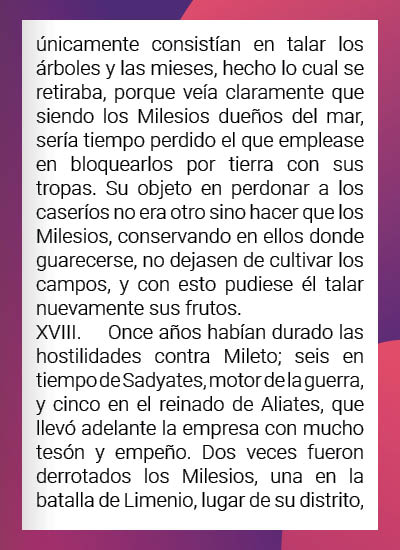 únicamente consistían en talar los
árboles y las mieses, hecho lo cual se
retiraba, porque veía claramente que
siendo los Milesios dueños del mar,
sería tiempo perdido el que emplease
en bloquearlos por tierra con sus
tropas. Su objeto en perdonar a los
caseríos no era otro sino hacer que los
Milesios, conservando en ellos donde
guarecerse, no dejasen de cultivar los
campos, y con esto pudiese él talar
nuevamente sus frutos.
XVIII. Once años habían durado las
hostilidades contra Mileto; seis en
tiempo de Sadyates, motor de la guerra,
y cinco en el reinado de Aliates, que
llevó adelante la empresa con mucho
tesón y empeño. Dos veces fueron
derrotados los Milesios, una en la
batalla de Limenio, lugar de su distrito,